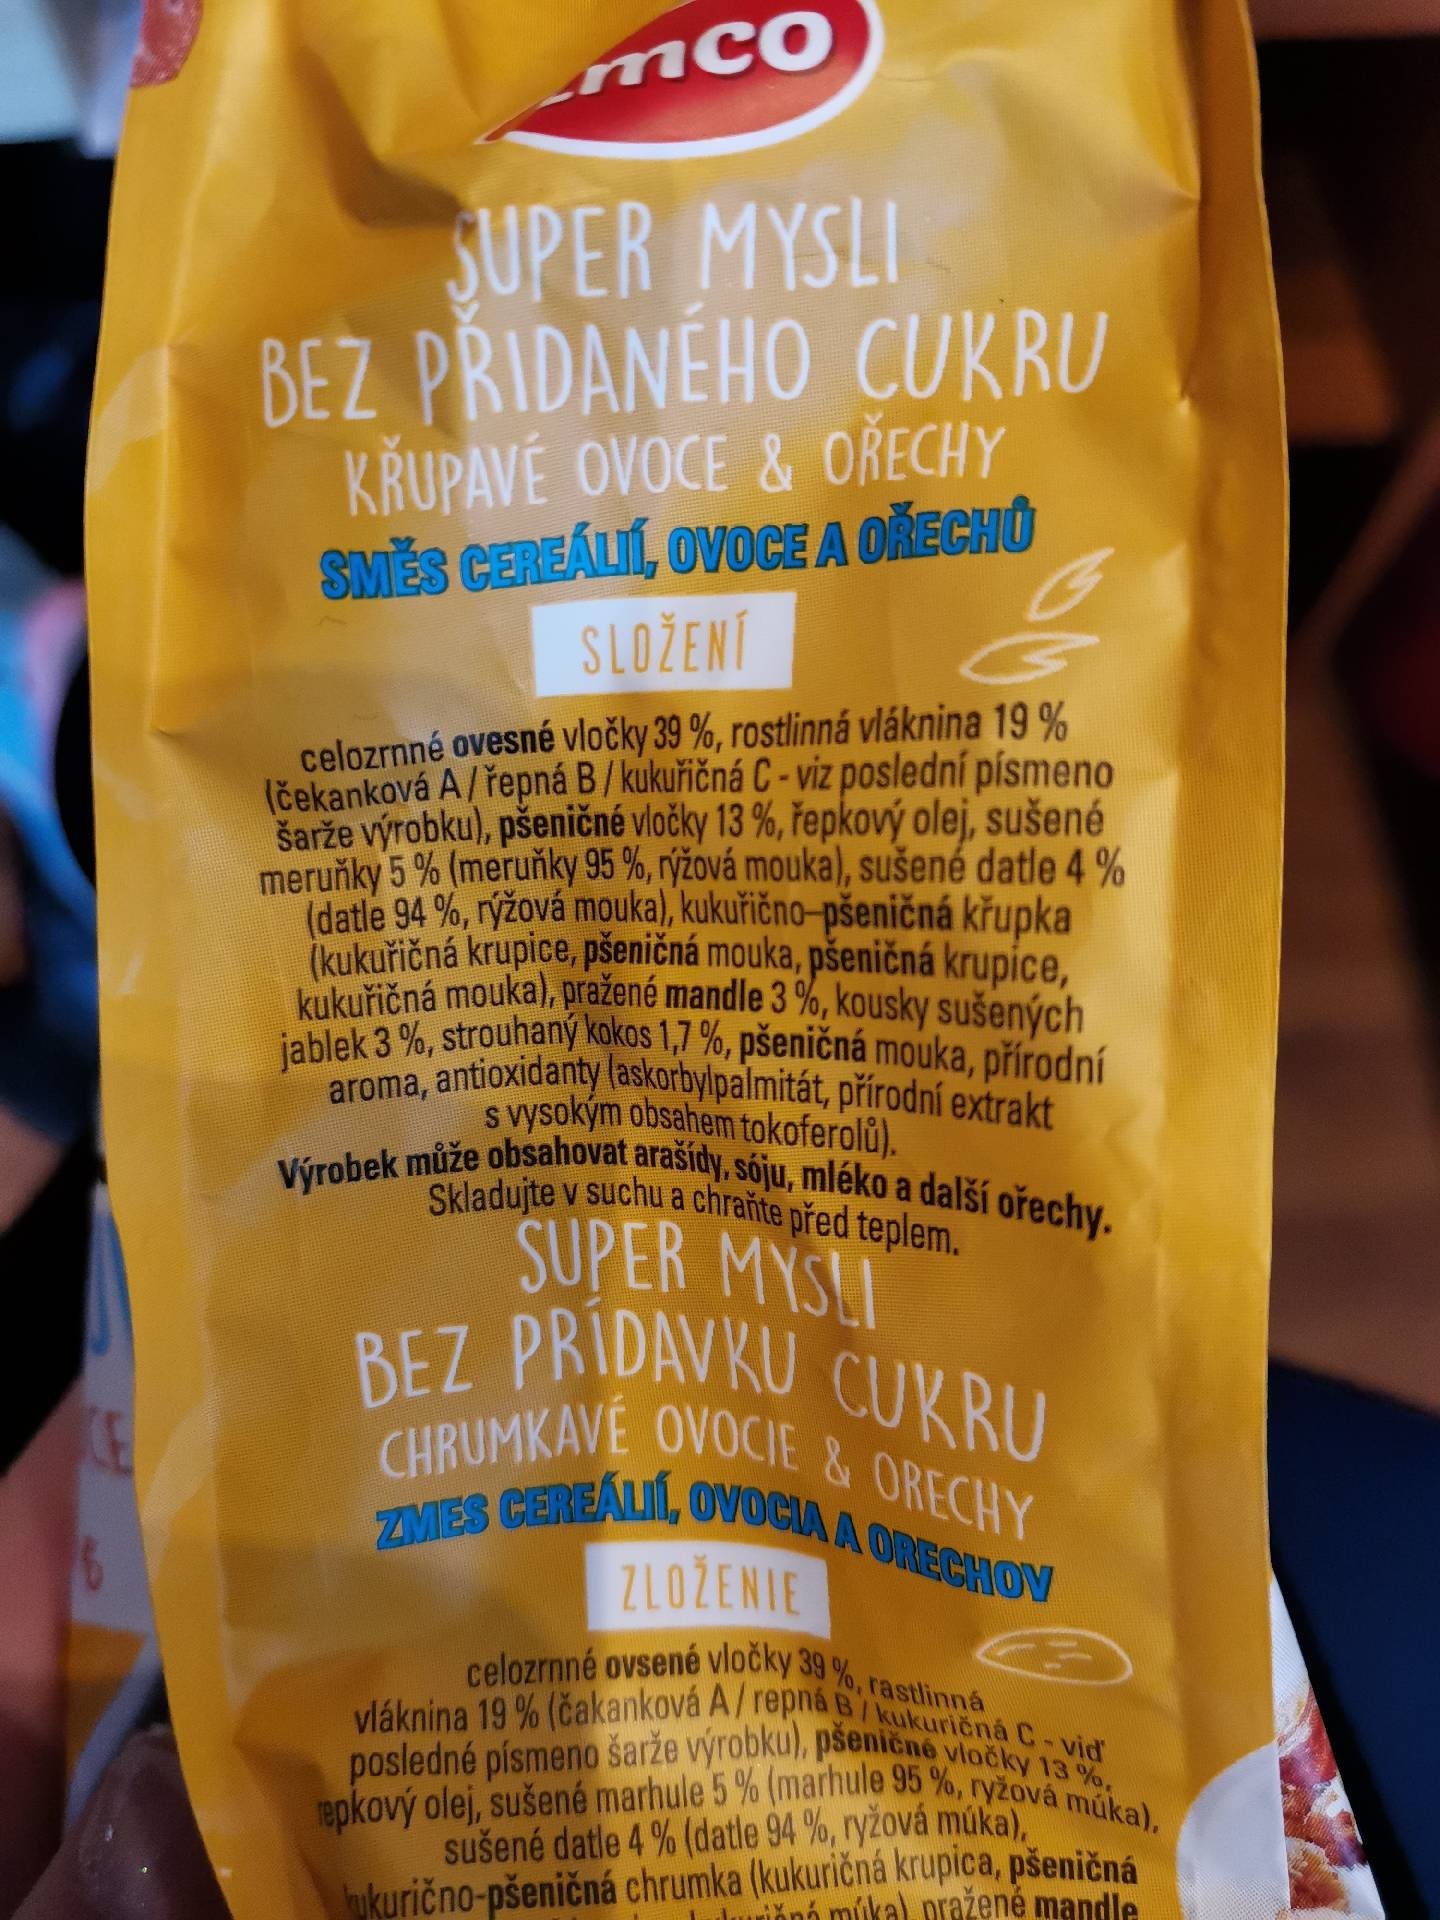 mco
SUPER MYSLI
BEZ PŘIDANÉHO CUKRU
KŘUPAVÉ OVOCE & OŘECHY
SMĚS CEREÁLIÍ, OVOCE A OŘECHŮ
SLOŽENÍ
celozrnné ovesné vločky 39 %, rostlinná vláknina 19 %
(čekanková A / řepná B / kukuřičná C - viz poslední písmeno
šarže výrobku), pšeničné vločky 13 %, řepkový olej, sušené
meruňky 5 % (meruňky 95 %, rýžová mouka), sušené datle 4 %
(datle 94 %, rýžová mouka), kukuřično-pšeničná křupka
(kukuřičná krupice, pšeničná mouka, pšeničná krupice,
kukuřičná mouka), pražené mandle 3 %, kousky sušených
jablek 3 %, strouhaný kokos 1,7 %, pšeničná mouka, přírodní
aroma, antioxidanty (askorbylpalmitát, přírodní extrakt
s vysokým obsahem tokoferolů).
Výrobek může obsahovat arašídy, sóju, mléko a další ořechy.
Skladujte v suchu a chraňte před teplem.
SUPER MYSLI
BEZ PRÍDAVKU CUKRU
CHRUMKAVÉ OVOCIE & ORECHY
ZMES CEREÁLIÍ, OVOCIA A ORECHOV
ZLOŽENIE
celozrnné ovsené vločky 39 %, rastlinná
vláknina 19 % (čakanková A / repná B / kukuričná C - viď
posledné písmeno šarže výrobku), pšeničné vločky 13 %,
repkový olej, sušené marhule 5 % (marhule 95 %, ryžová múka),
sušené datle 4 % (datle 94 %, ryžová múka),
kukurično-pšeničná chrumka (kukuričná krupica, pšeničná
múka), pražené mandle